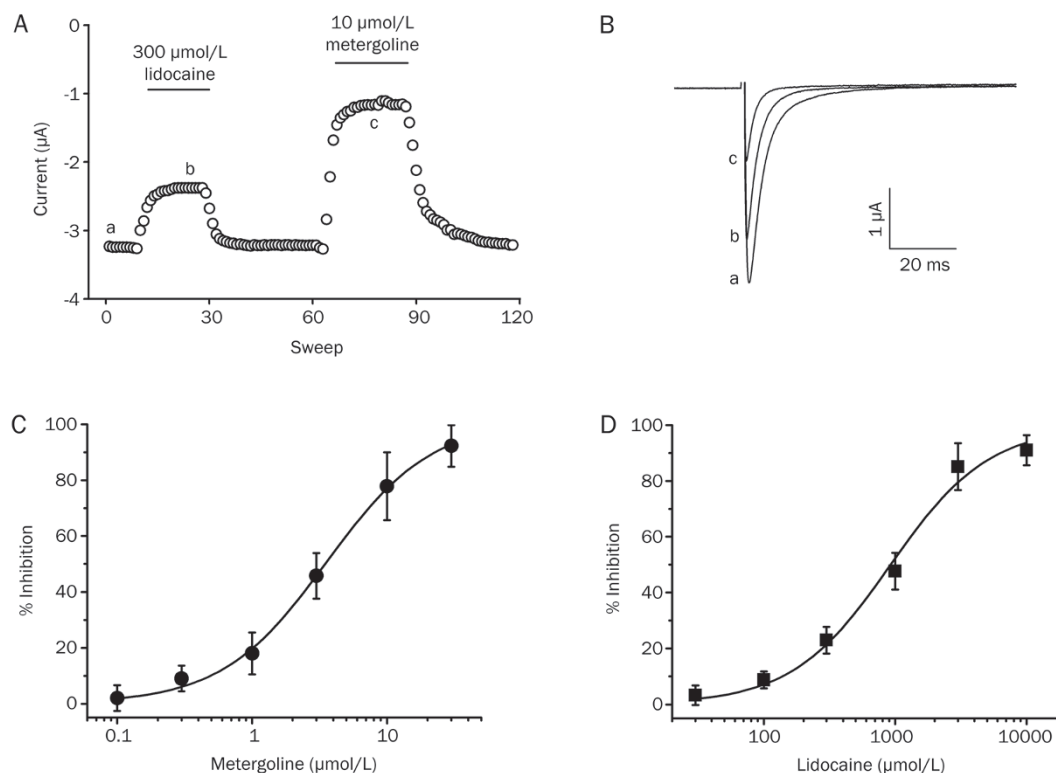 A
300 µmol/L
lidocaine
10 µmol/L
metergoline
0
-1
-2
-3
-4
Current (µA)
a
b
c
0 30 60 90 120
Sweep
B
c
b
a
1 µA
20 ms
C
100
80
60
40
20
0
% Inhibition
0.1 1 10
Metergoline (µmol/L)
D
100
80
60
40
20
0
% Inhibition
100 1000 10000
Lidocaine (µmol/L)